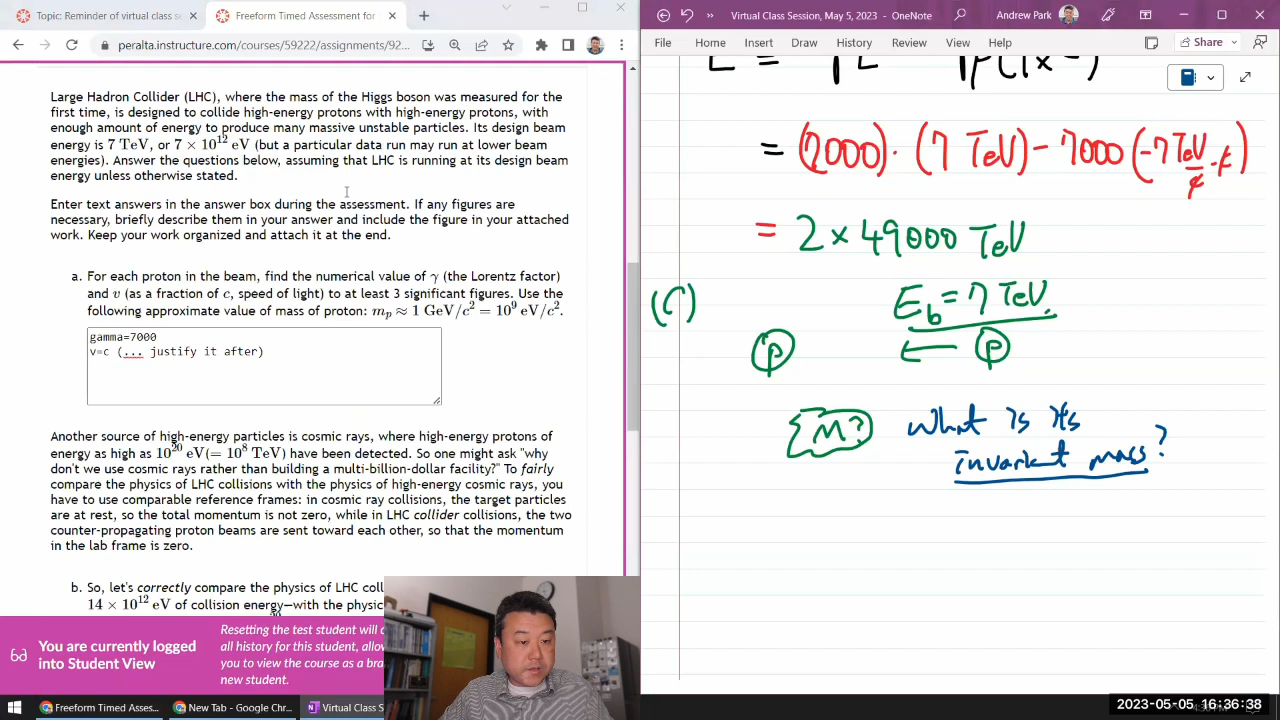 Topic: Reminder of virtual class se
Freeform Timed Assessment for
peralta.instructure.com/courses/59222/assignments/92...
Large Hadron Collider (LHC), where the mass of the Higgs boson was measured for the
first time, is designed to collide high-energy protons with high-energy protons, with
enough amount of energy to produce many massive unstable particles. Its design beam
energy is 7 TeV, or 7 × 10¹² eV (but a particular data run may run at lower beam
energies). Answer the questions below, assuming that LHC is running at its design beam
energy unless otherwise stated.
Enter text answers in the answer box during the assessment. If any figures are
necessary, briefly describe them in your answer and include the figure in your attached
work. Keep your work organized and attach it at the end.
a. For each proton in the beam, find the numerical value of γ (the Lorentz factor)
and v (as a fraction of c, speed of light) to at least 3 significant figures. Use the
following approximate value of mass of proton: mₚ ≈ 1 GeV/c² = 10⁹ eV/c².
gamma=7000
v=c (... justify it after)
Another source of high-energy particles is cosmic rays, where high-energy protons of
energy as high as 10²⁰ eV(= 10⁸ TeV) have been detected. So one might ask "why
don't we use cosmic rays rather than building a multi-billion-dollar facility?" To fairly
compare the physics of LHC collisions with the physics of high-energy cosmic rays, you
have to use comparable reference frames: in cosmic ray collisions, the target particles
are at rest, so the total momentum is not zero, while in LHC collider collisions, the two
counter-propagating proton beams are sent toward each other, so that the momentum
in the lab frame is zero.
b. So, let's correctly compare the physics of LHC coll
14 × 10¹² eV of collision energy—with the physic
You are currently logged
into Student View
Resetting the test student will c
all history for this student, allow
you to view the course as a bra
new student.
Freeform Timed Asses...
New Tab - Google Chr...
Virtual Class S
Virtual Class Session, May 5, 2023 - OneNote
Andrew Park
File Home Insert Draw History Review View Help
Share
= (7000) · (7 TeV) − 7000 (−7 TeV/c · c)
= 2 × 49000 TeV
(C)
E_b = 7 TeV.
P ← P
M?
What is its
invariant mass?
2023-05-05 16:36:38